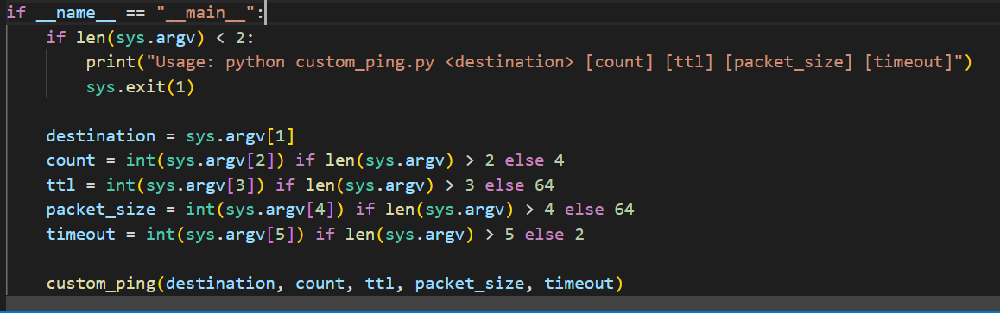 if __name__ == "__main__":
    if len(sys.argv) < 2:
        print("Usage: python custom_ping.py <destination> [count] [ttl] [packet_size] [timeout]")
        sys.exit(1)
    destination = sys.argv[1]
    count = int(sys.argv[2]) if len(sys.argv) > 2 else 4
    ttl = int(sys.argv[3]) if len(sys.argv) > 3 else 64
    packet_size = int(sys.argv[4]) if len(sys.argv) > 4 else 64
    timeout = int(sys.argv[5]) if len(sys.argv) > 5 else 2
    custom_ping(destination, count, ttl, packet_size, timeout)